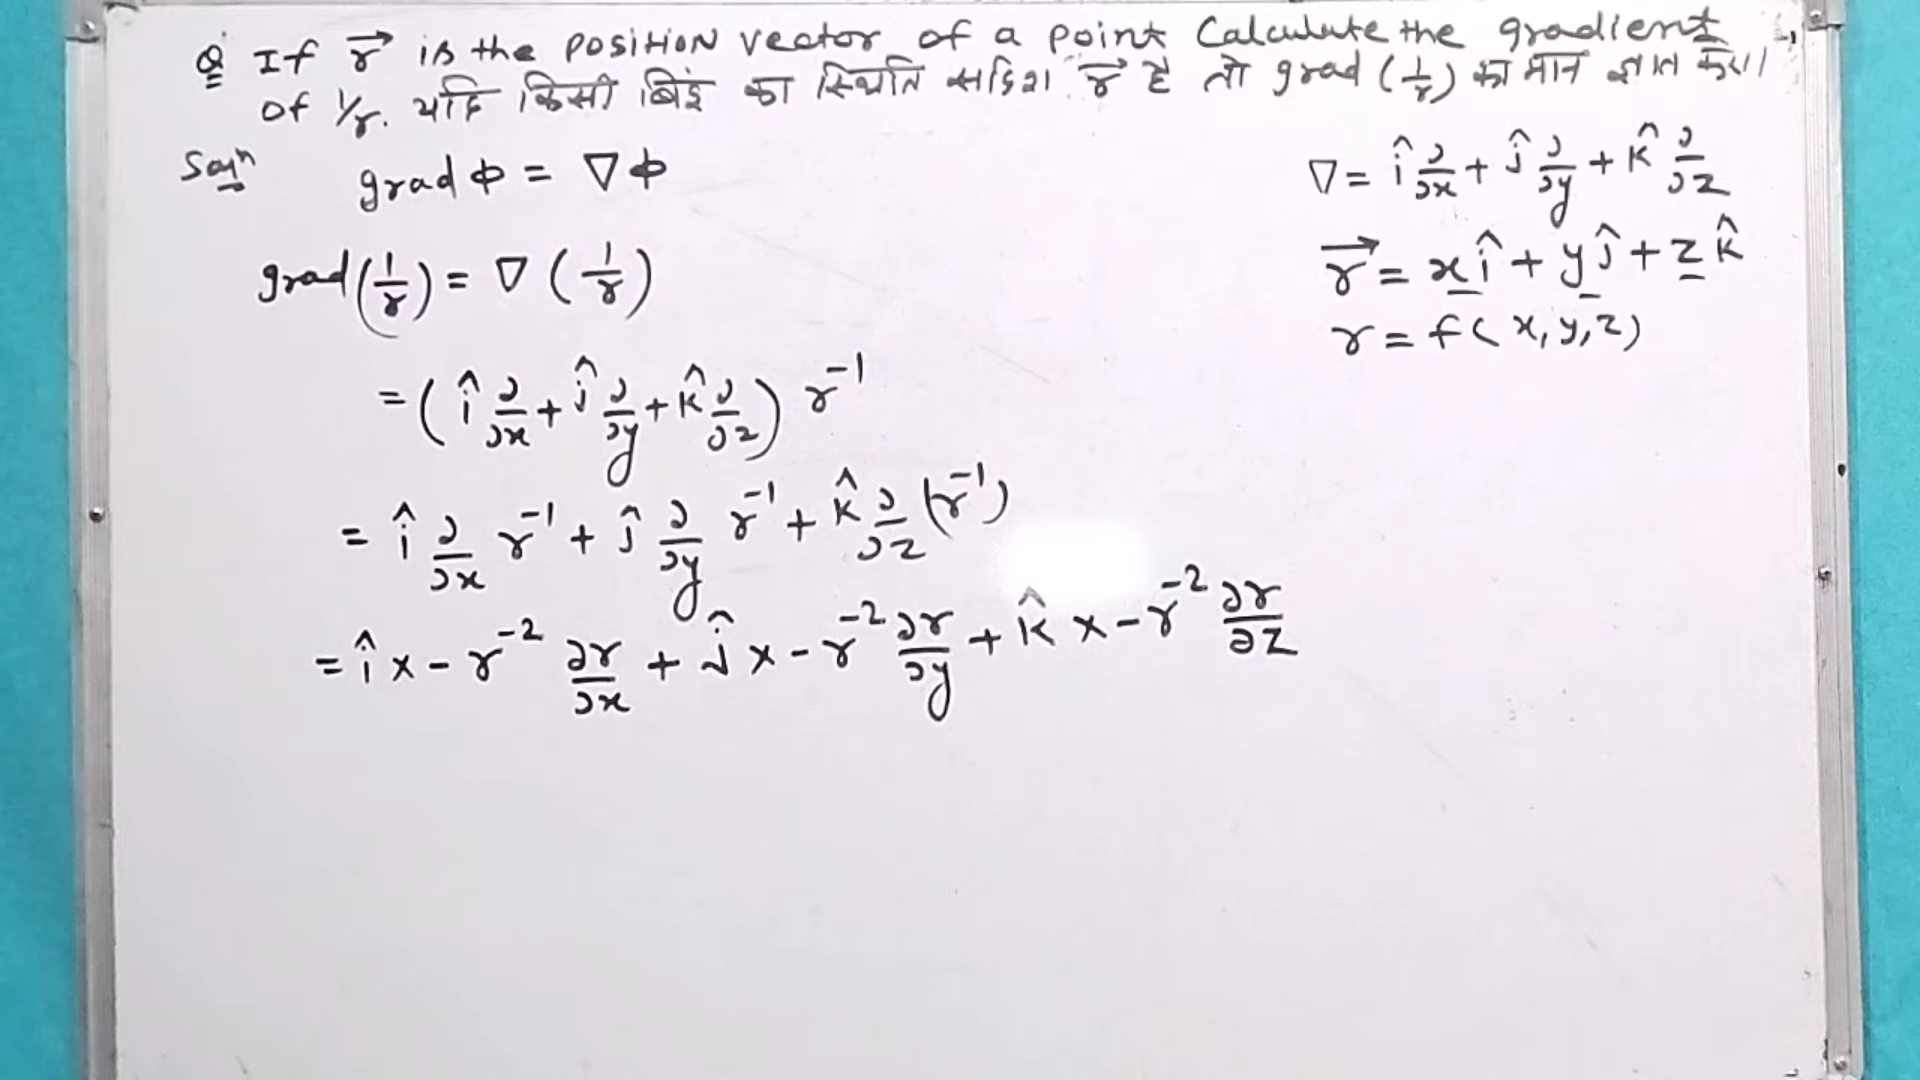 Q If r⃗ is the position vector of a point Calculate the gradient
of 1/r. यदि किसी बिंदु का स्थिति सदिश r⃗ है तो grad (1/r) का मान ज्ञात करो।
Solⁿ grad ϕ = ∇ϕ
∇ = î ∂/∂x + ĵ ∂/∂y + k̂ ∂/∂z
grad(1/r) = ∇ (1/r)
r⃗ = xî + yĵ + zk̂
r = f( x, y, z)
= (î ∂/∂x + ĵ ∂/∂y + k̂ ∂/∂z) r⁻¹
= î ∂/∂x r⁻¹ + ĵ ∂/∂y r⁻¹ + k̂ ∂/∂z (r⁻¹)
= î x - r⁻² ∂r/∂x + ĵ x - r⁻² ∂r/∂y + k̂ x - r⁻² ∂r/∂z